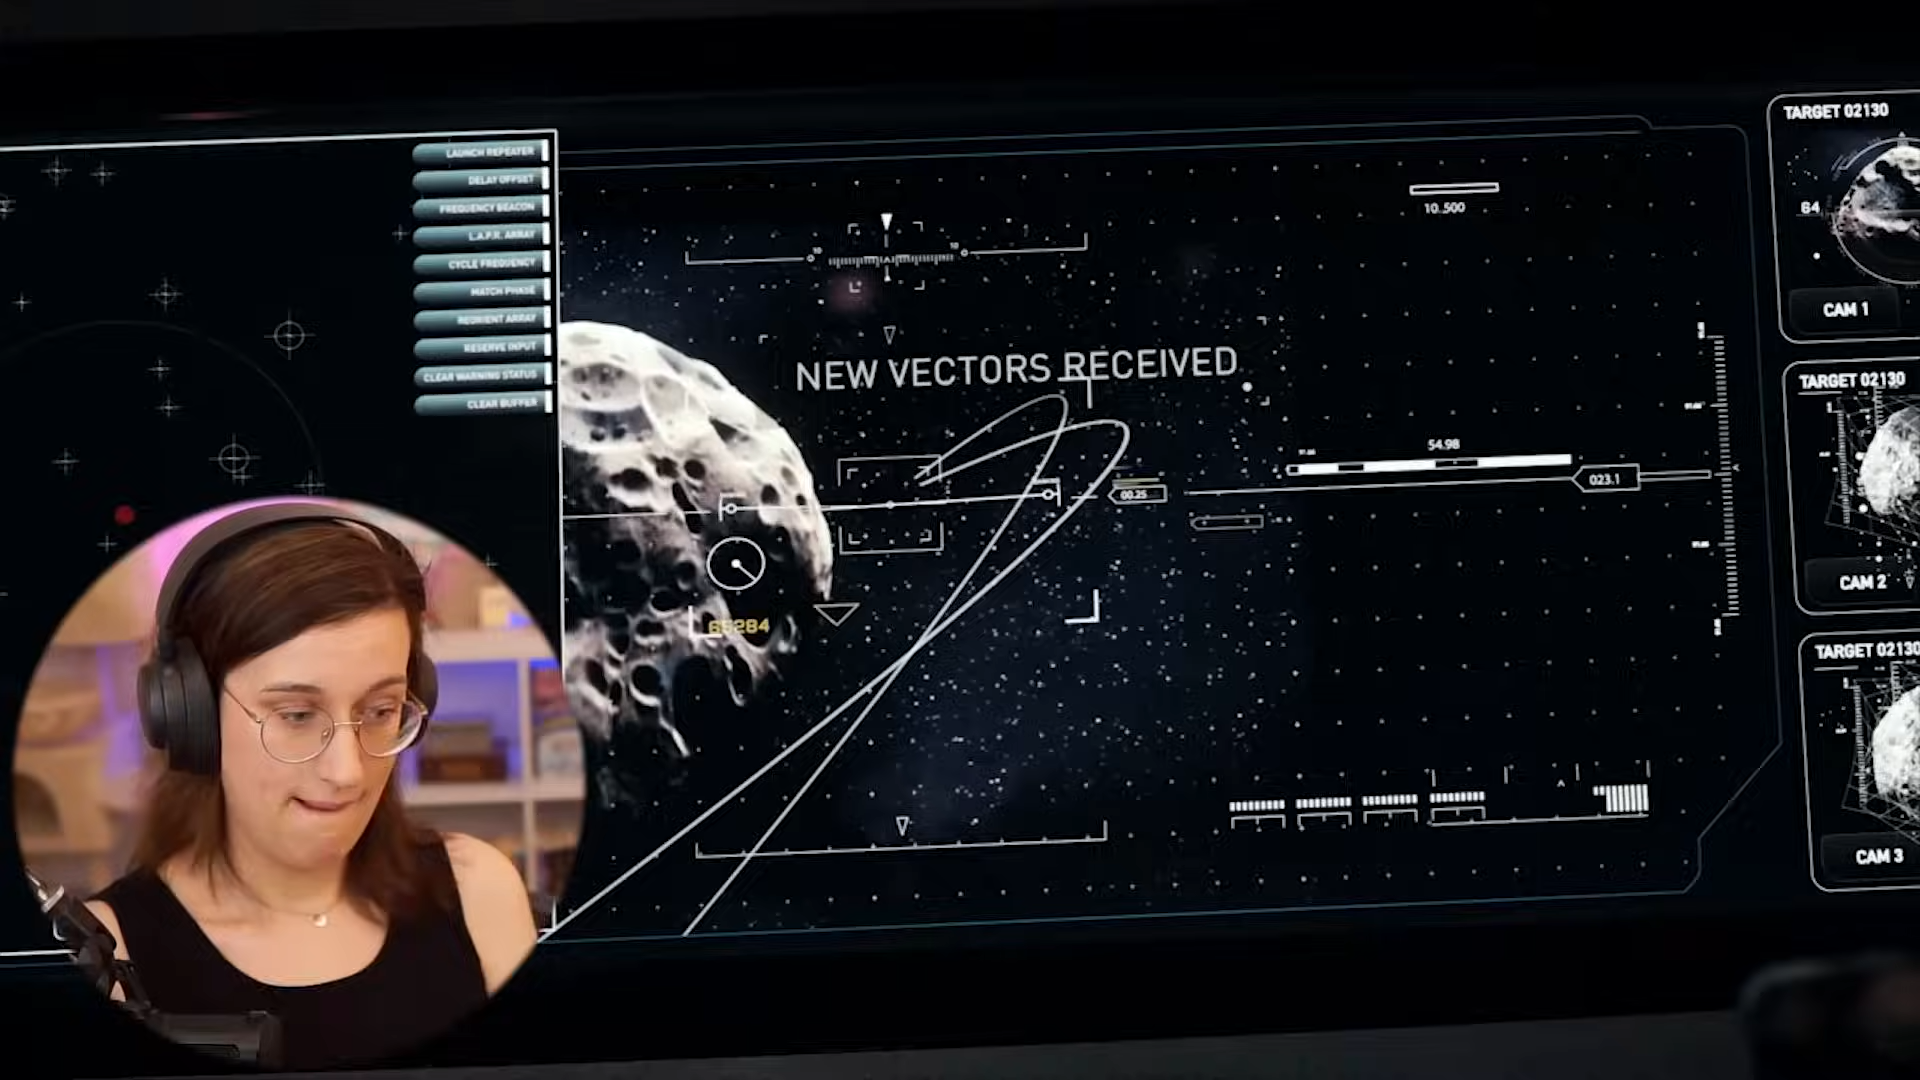 LAUNCH REPEATER
DELAY OFFSET
FREQUENCY BEACON
L.A.P.R. ARRAY
CYCLE FREQUENCY
MATCH PHASE
REORIENT ARRAY
RESERVE INPUT
CLEAR WARNING STATUS
CLEAR BUFFER
10
10
10.500
NEW VECTORS RECEIVED
54.98
023.1
00.25
65284
TARGET 02130
64
CAM 1
TARGET 02130
CAM 2
TARGET 02130
CAM 3